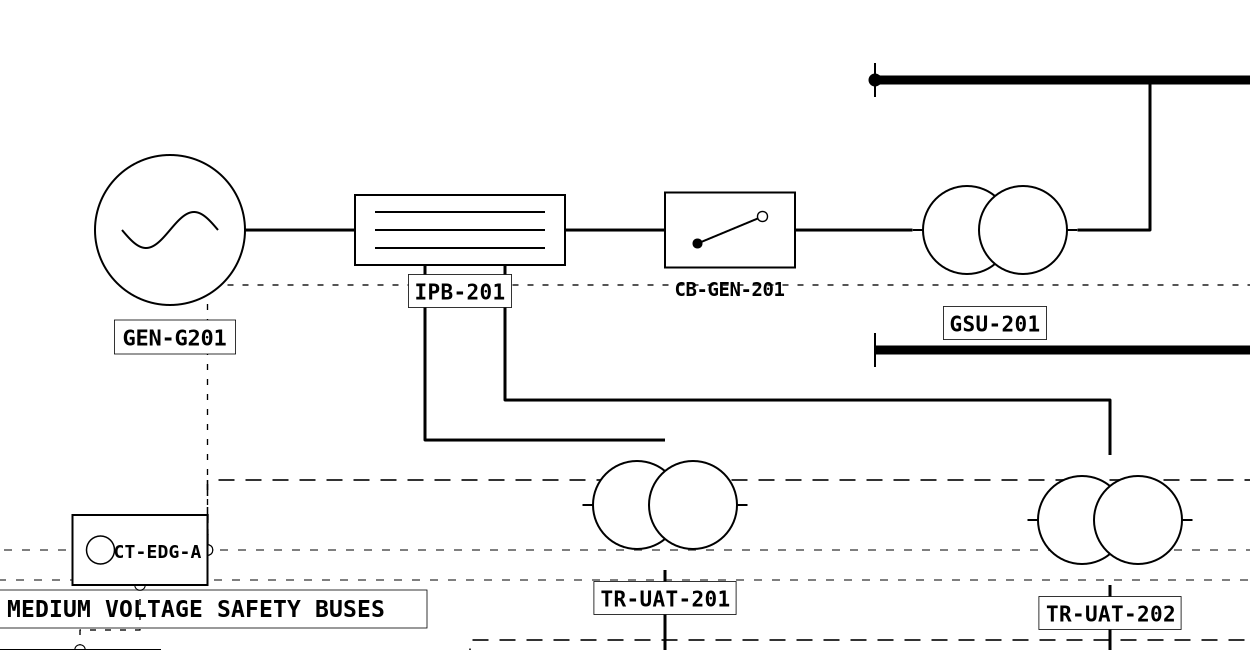 IPB-201
CB-GEN-201
GSU-201
GEN-G201
CT-EDG-A
TR-UAT-201
MEDIUM VOLTAGE SAFETY BUSES
TR-UAT-202